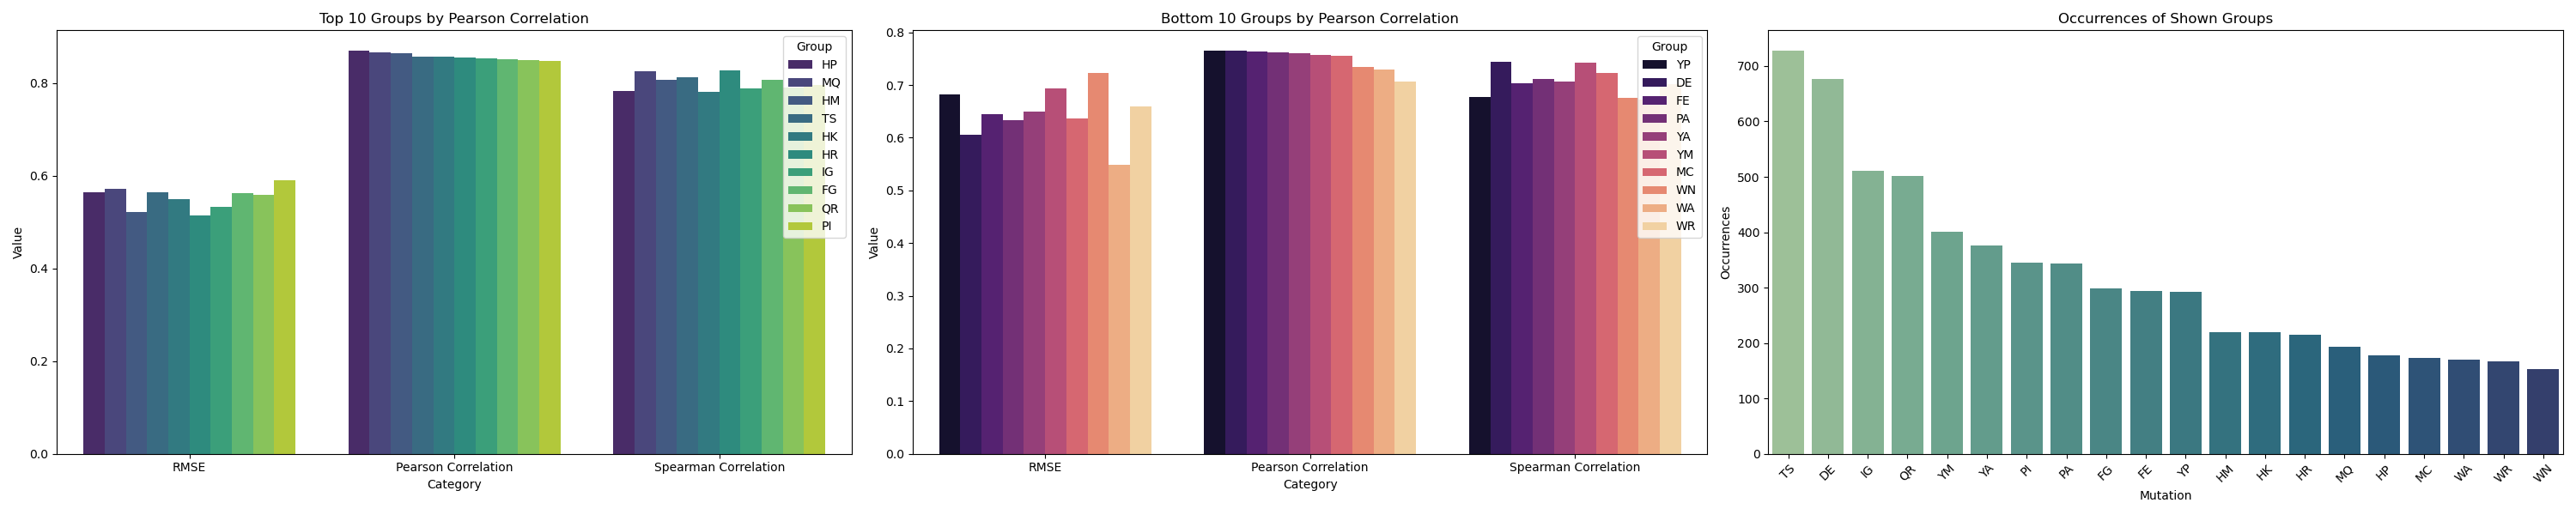 Top 10 Groups by Pearson Correlation
Value
0.8
0.6
0.4
0.2
0.0
Group
HP
MQ
HM
TS
HK
HR
IG
FG
QR
PI
RMSE
Pearson Correlation
Spearman Correlation
Category
Bottom 10 Groups by Pearson Correlation
Value
0.8
0.7
0.6
0.5
0.4
0.3
0.2
0.1
0.0
Group
YP
DE
FE
PA
YA
YM
MC
WN
WA
WR
RMSE
Pearson Correlation
Spearman Correlation
Category
Occurrences of Shown Groups
Occurrences
700
600
500
400
300
200
100
0
TS
DE
IG
QR
YM
YA
PI
PA
FG
FE
YP
HM
HK
HR
MQ
HP
MC
WA
WR
WN
Mutation